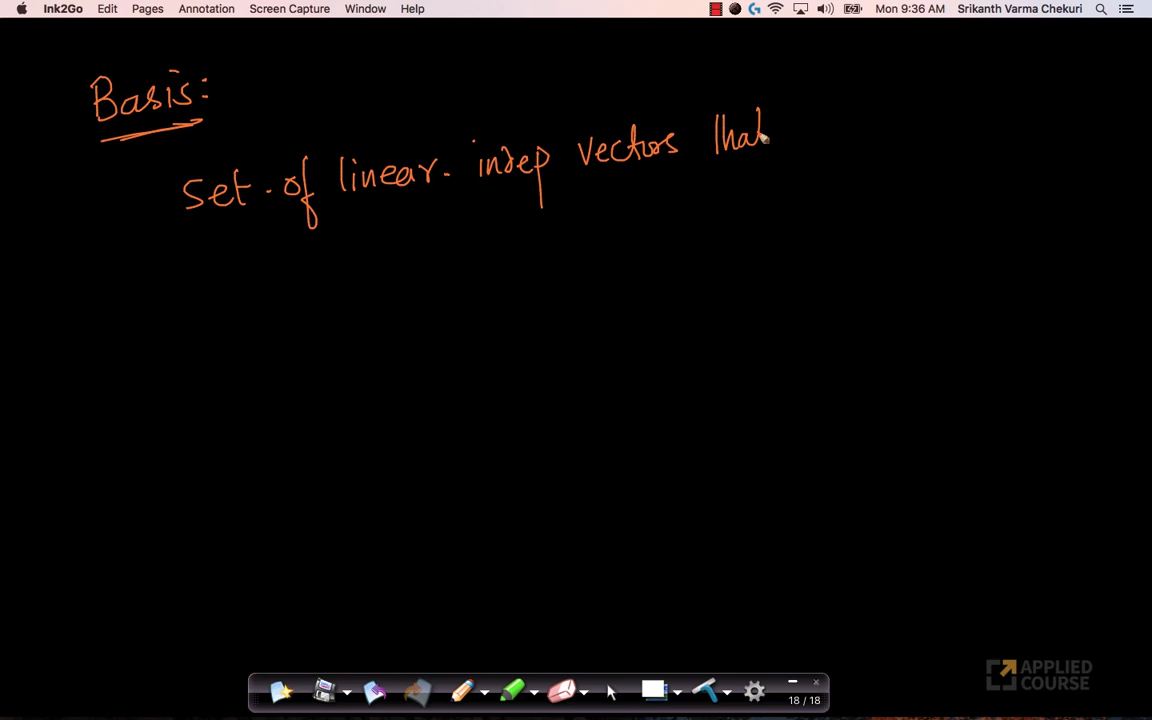 Ink2Go Edit Pages Annotation Screen Capture Window Help Mon 9:36 AM Srikanth Varma Chekuri
Basis:
set of linear indep vectors that
18 / 18
APPLIED
COURSE